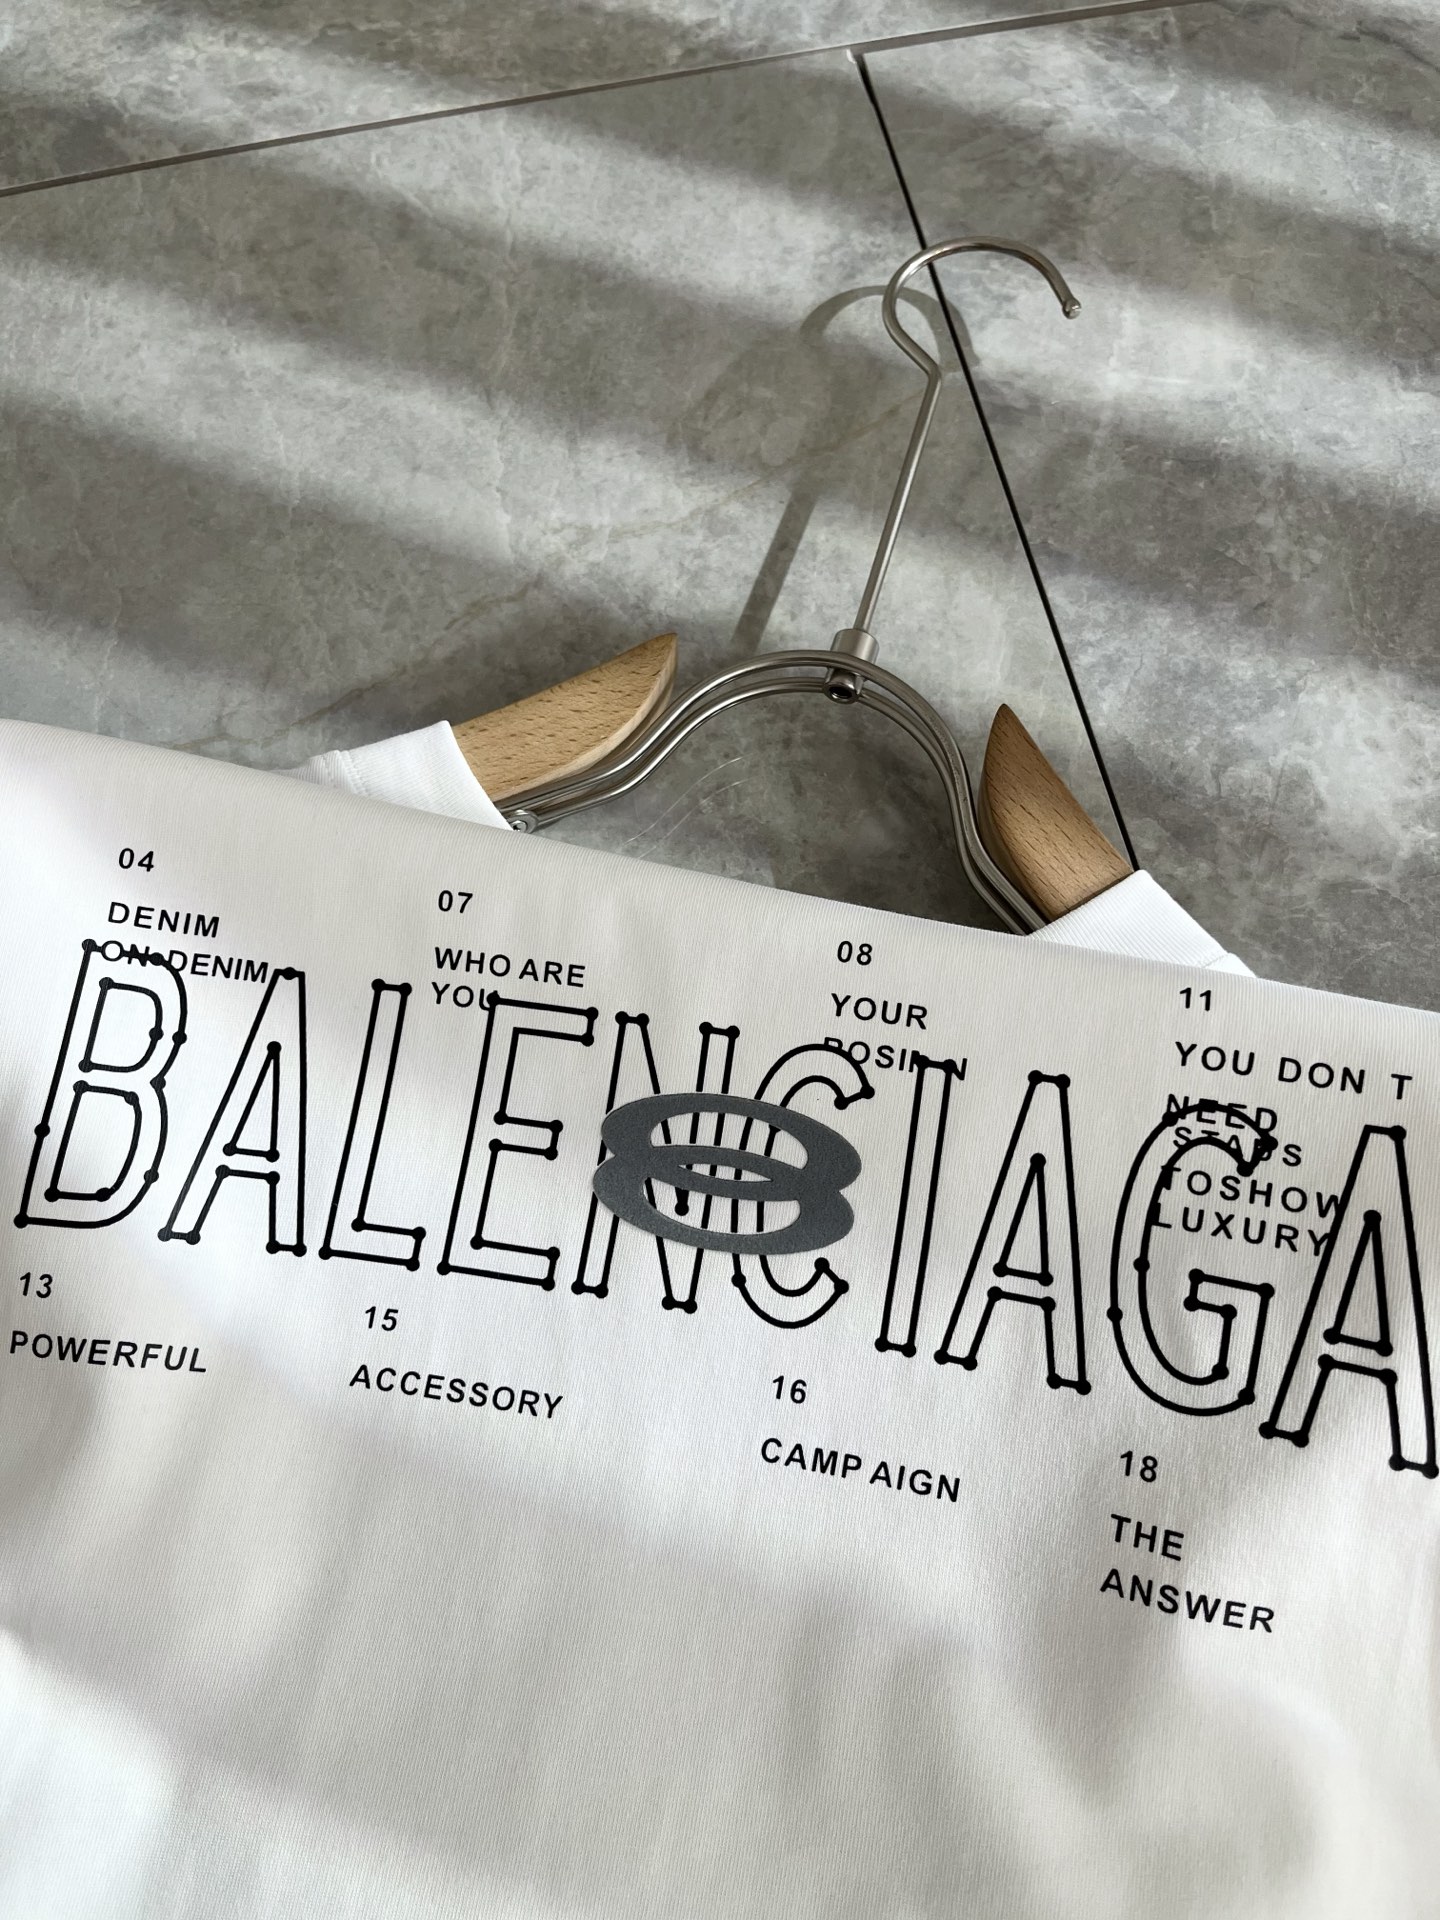 04
DENIM
ON DENIM
07
WHO ARE
YOU
08
YOUR
11
YOU DON T
NEED
TOSHOW
LUXURY
BALENCIAGA
13
POWERFUL
15
ACCESSORY
16
CAMP AIGN
18
THE
ANSWER